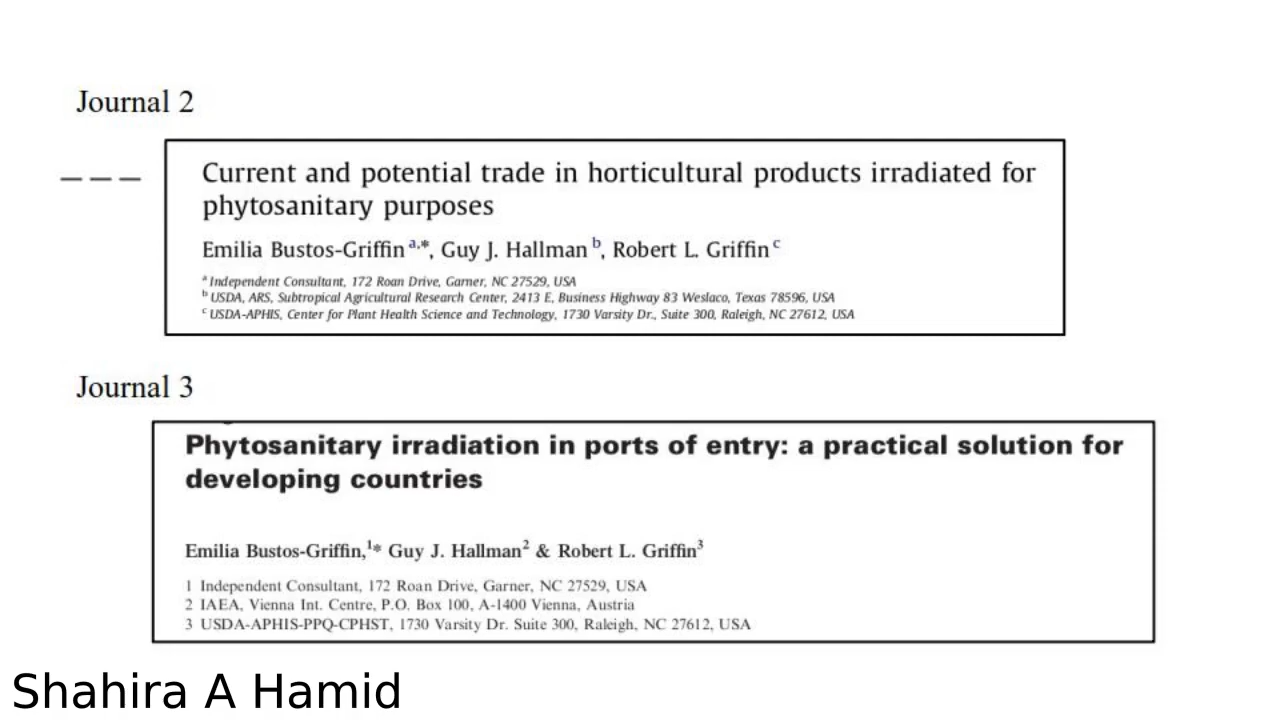 Journal 2
Current and potential trade in horticultural products irradiated for
phytosanitary purposes
Emilia Bustos-Griffin a,*, Guy J. Hallman b, Robert L. Griffin c
a Independent Consultant, 172 Roan Drive, Garner, NC 27529, USA
b USDA, ARS, Subtropical Agricultural Research Center, 2413 E, Business Highway 83 Weslaco, Texas 78596, USA
c USDA-APHIS, Center for Plant Health Science and Technology, 1730 Varsity Dr., Suite 300, Raleigh, NC 27612, USA
Journal 3
Phytosanitary irradiation in ports of entry: a practical solution for
developing countries
Emilia Bustos-Griffin,1* Guy J. Hallman2 & Robert L. Griffin3
1 Independent Consultant, 172 Roan Drive, Garner, NC 27529, USA
2 IAEA, Vienna Int. Centre, P.O. Box 100, A-1400 Vienna, Austria
3 USDA-APHIS-PPQ-CPHST, 1730 Varsity Dr. Suite 300, Raleigh, NC 27612, USA
Shahira A Hamid